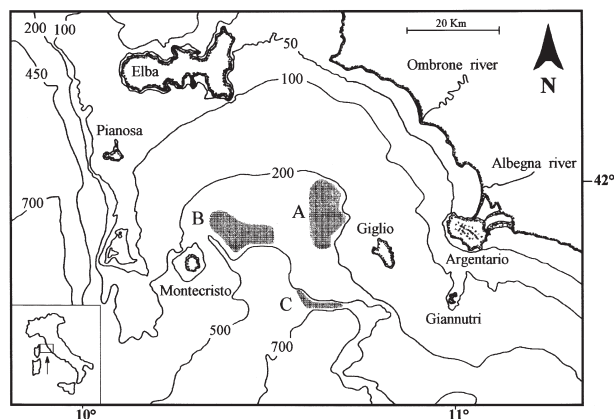 200
100
450
700
Elba
50
100
20 Km
N
Ombrone river
Pianosa
Albegna river
42°
200
A
B
Giglio
Argentario
Montecristo
C
Giannutri
500
700
10°
11°